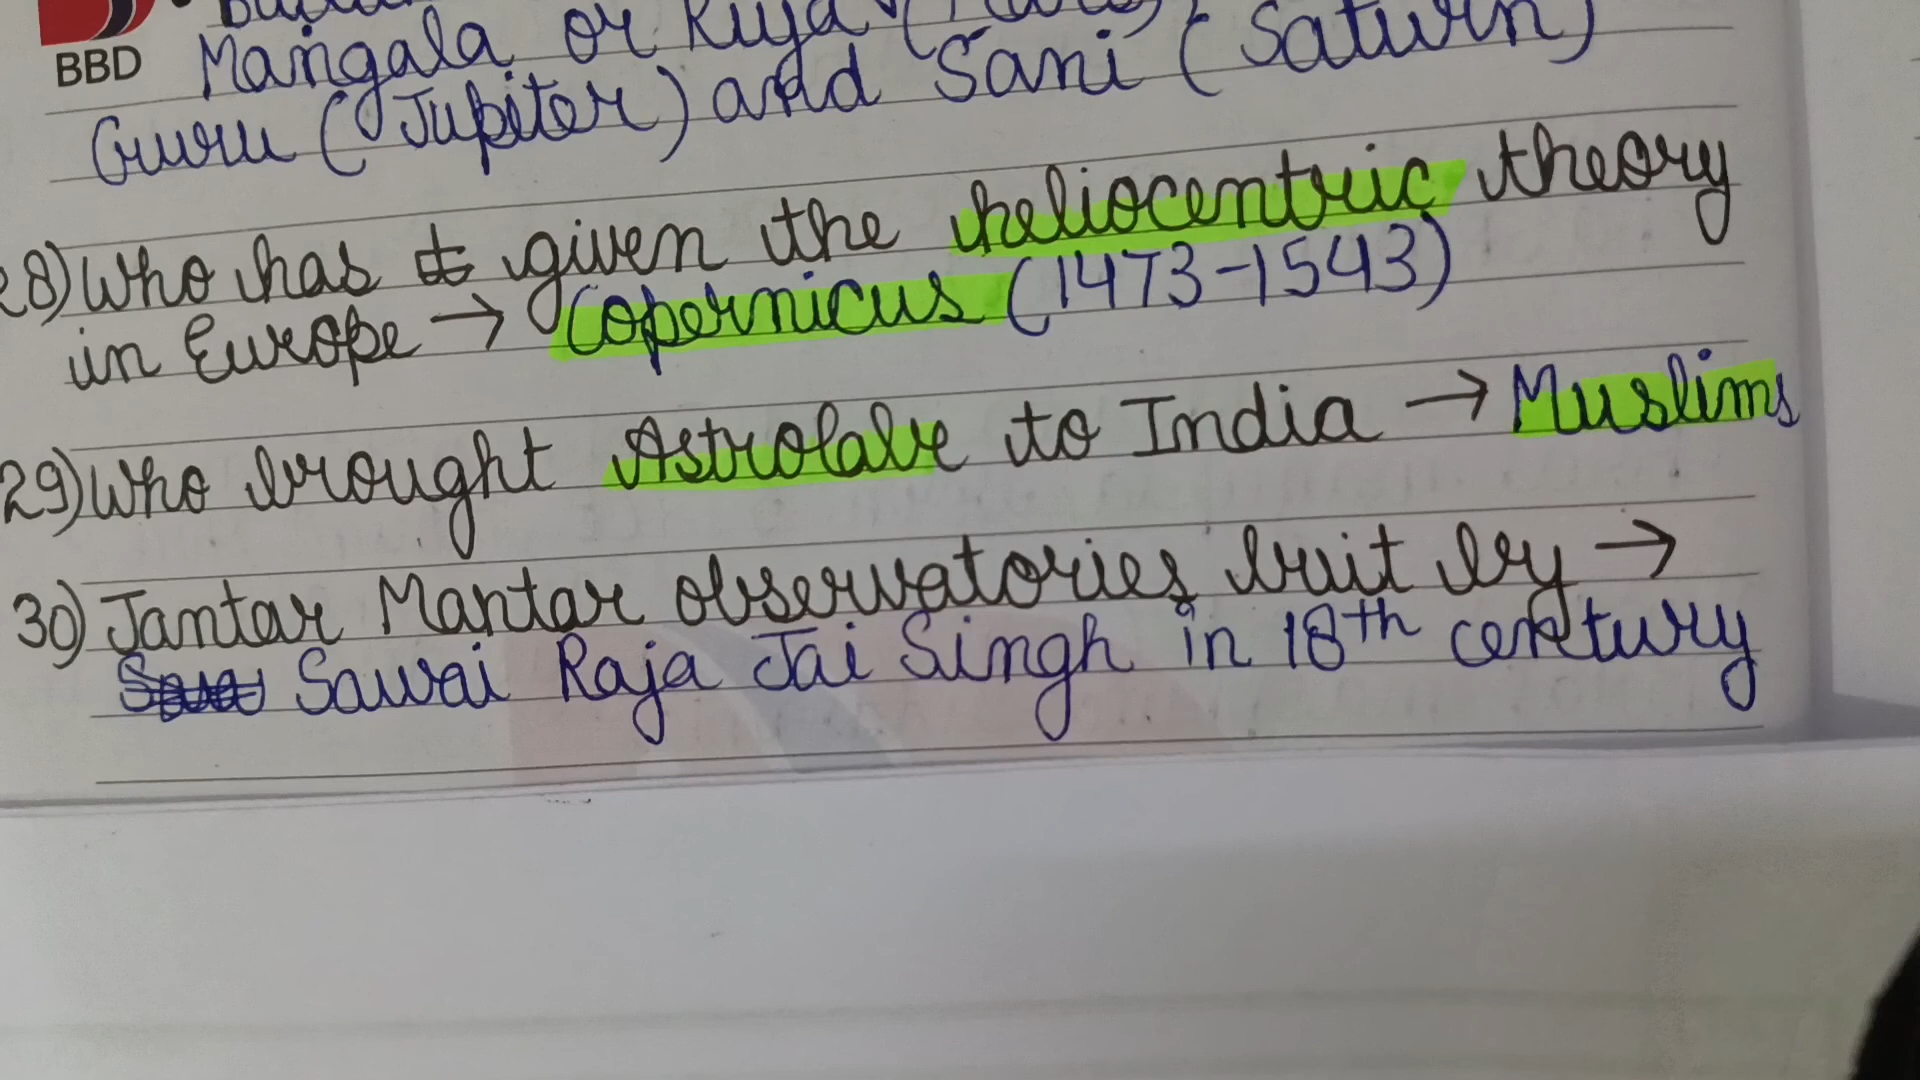 BBD
Mangala or Kuja (
Guru (Jupiter) and Sani (Saturn)
28) Who has given the heliocentric theory
in Europe → Copernicus (1473-1543)
29) Who brought Astrolabe to India → Muslims
30) Jantar Mantar observatories buit by →
Sawai Raja Jai Singh in 18th century